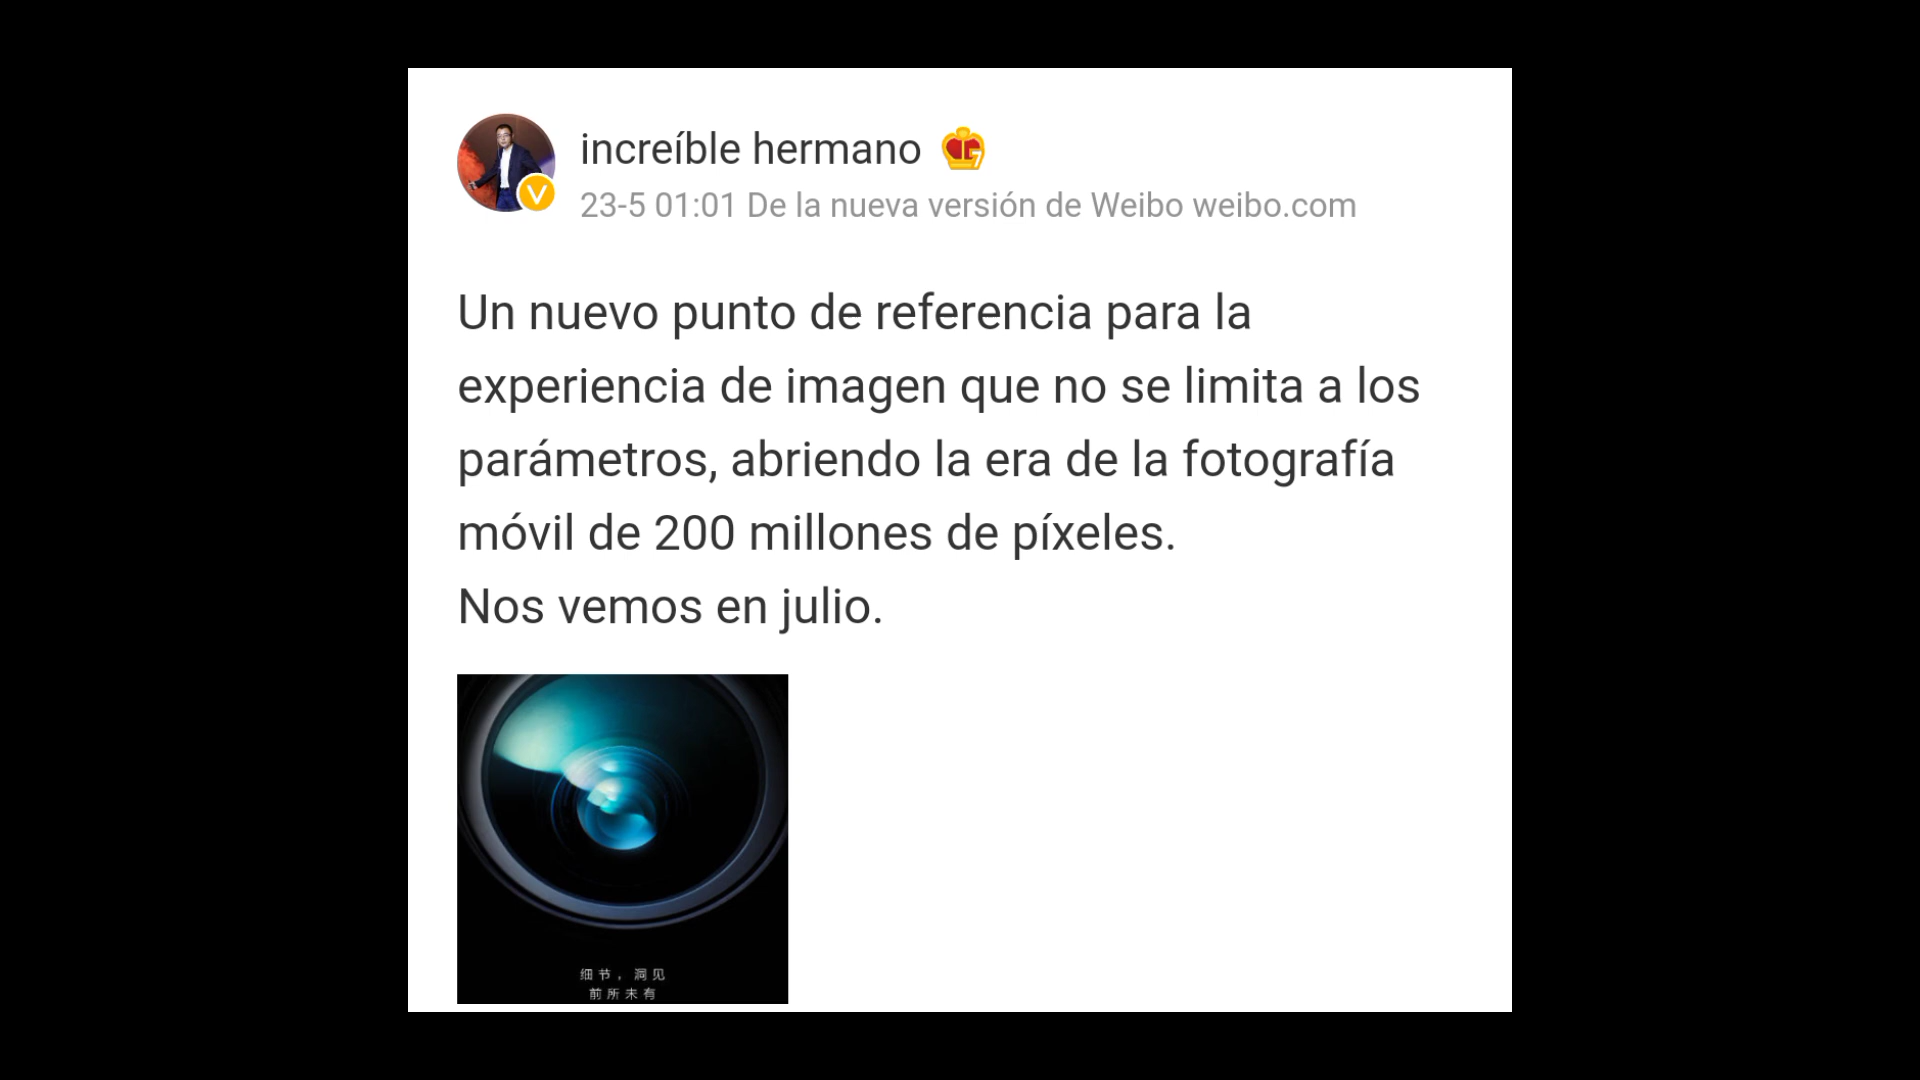 increíble hermano
23-5 01:01 De la nueva versión de Weibo weibo.com
Un nuevo punto de referencia para la
experiencia de imagen que no se limita a los
parámetros, abriendo la era de la fotografía
móvil de 200 millones de píxeles.
Nos vemos en julio.
细节，洞见
前所未有